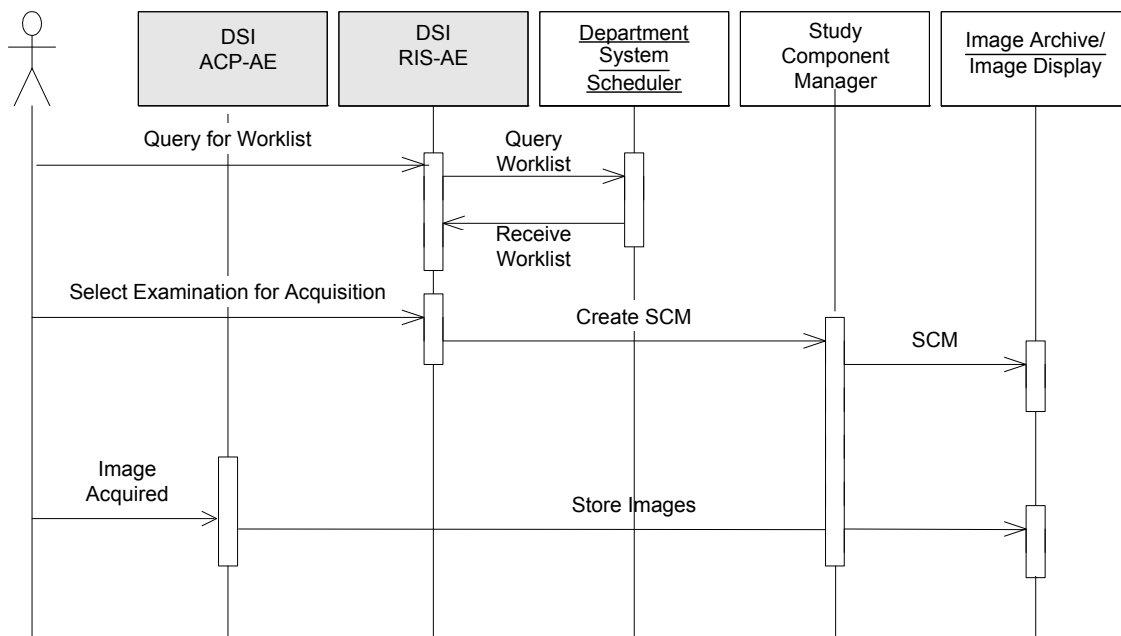 DSI
ACP-AE
DSI
RIS-AE
Department
System
Scheduler
Study
Component
Manager
Image Archive/
Image Display
Query for Worklist
Query
Worklist
Receive
Worklist
Select Examination for Acquisition
Create SCM
SCM
Image
Acquired
Store Images